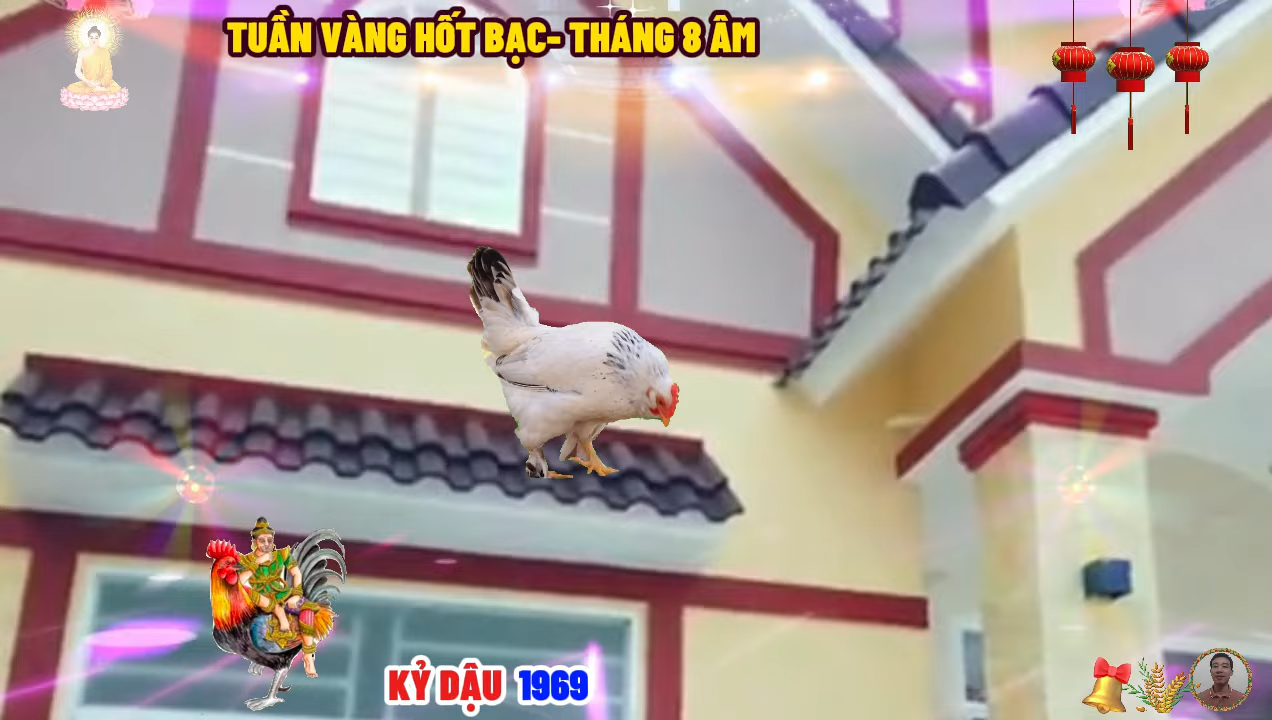 TUẦN VÀNG HỐT BẠC- THÁNG 8 ÂM
KỶ DẬU 1969